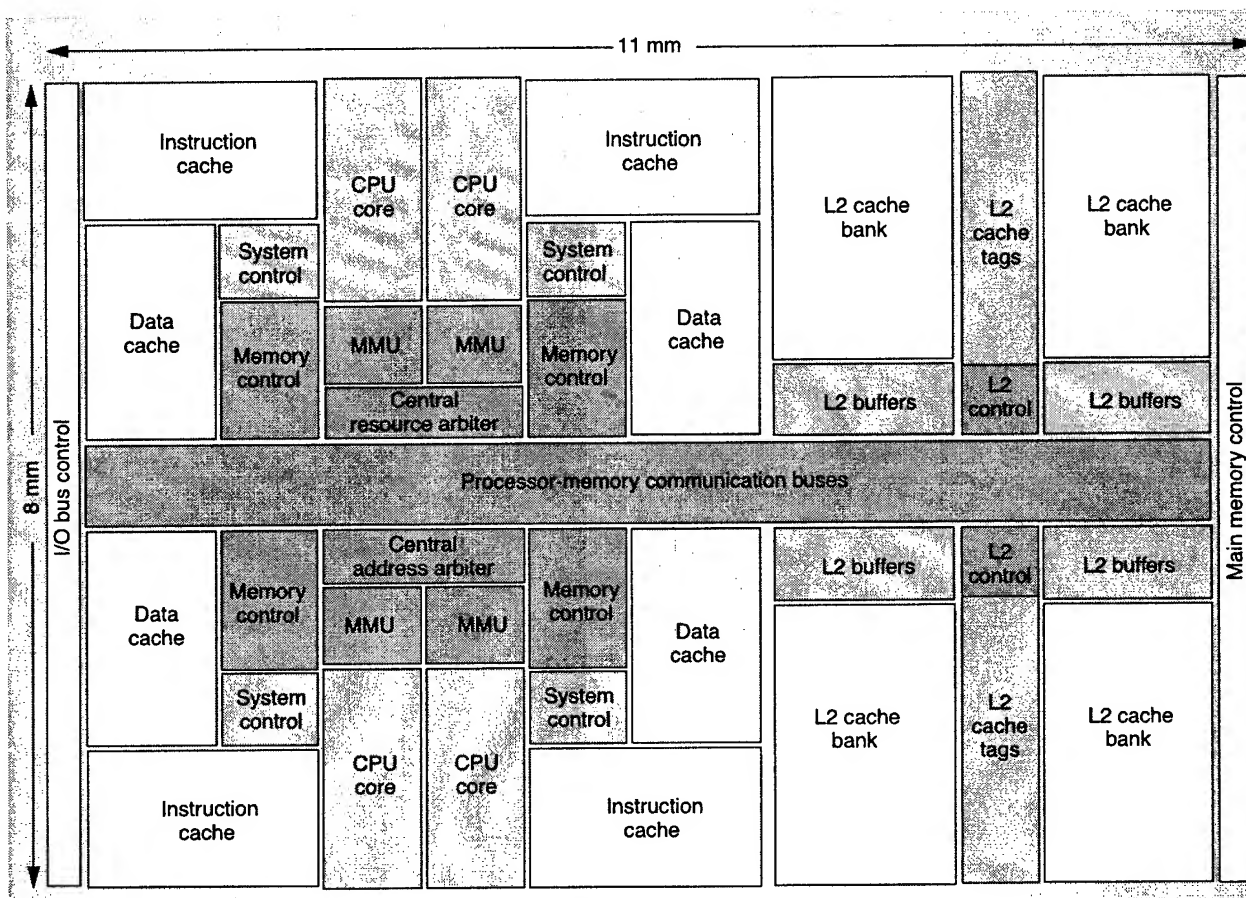 11 mm
8 mm
I/O bus control
Instruction
cache
CPU
core
CPU
core
Instruction
cache
L2 cache
bank
L2
cache
tags
L2 cache
bank
Main memory control
Data
cache
System
control
System
control
Data
cache
Memory
control
MMU
MMU
Memory
control
Central
resource arbiter
L2 buffers
L2
control
L2 buffers
Processor-memory communication buses
Data
cache
Memory
control
Central
address arbiter
MMU
MMU
Memory
control
Data
cache
L2 buffers
L2
control
L2 buffers
System
control
System
control
L2 cache
bank
L2
cache
tags
L2 cache
bank
Instruction
cache
CPU
core
CPU
core
Instruction
cache